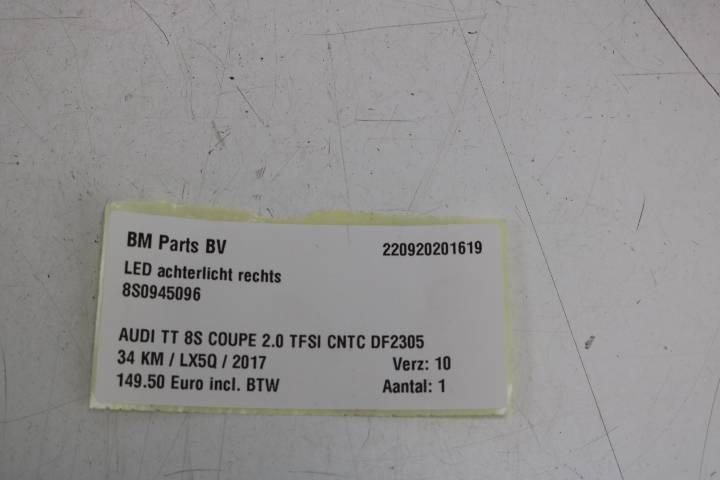 BM Parts BV 220920201619
LED achterlicht rechts
8S0945096
AUDI TT 8S COUPE 2.0 TFSI CNTC DF2305
34 KM / LX5Q / 2017 Verz: 10
149.50 Euro incl. BTW Aantal: 1